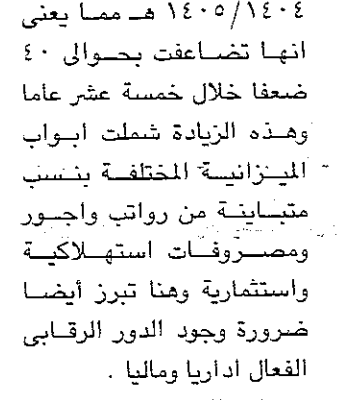 ١٤٠٥/١٤٠٤ هـ مما يعنى
انها تضاعفت بحوالى ٤٠
ضعفا خلال خمسة عشر عاما
وهذه الزيادة شملت ابواب
الميزانية المختلفة بنسب
متباينة من رواتب واجور
ومصروفات استهلاكية
واستثمارية وهنا تبرز أيضا
ضرورة وجود الدور الرقابى
الفعال اداريا وماليا .